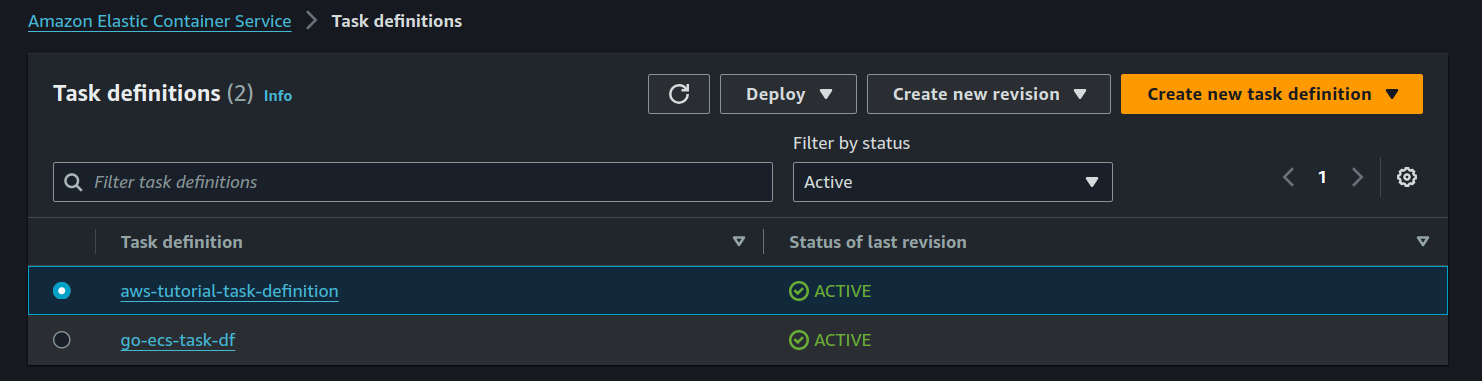 Amazon Elastic Container Service > Task definitions
Task definitions (2) Info
Deploy
Create new revision
Create new task definition
Filter by status
Filter task definitions
Active
1
Task definition
Status of last revision
aws-tutorial-task-definition
ACTIVE
go-ecs-task-df
ACTIVE